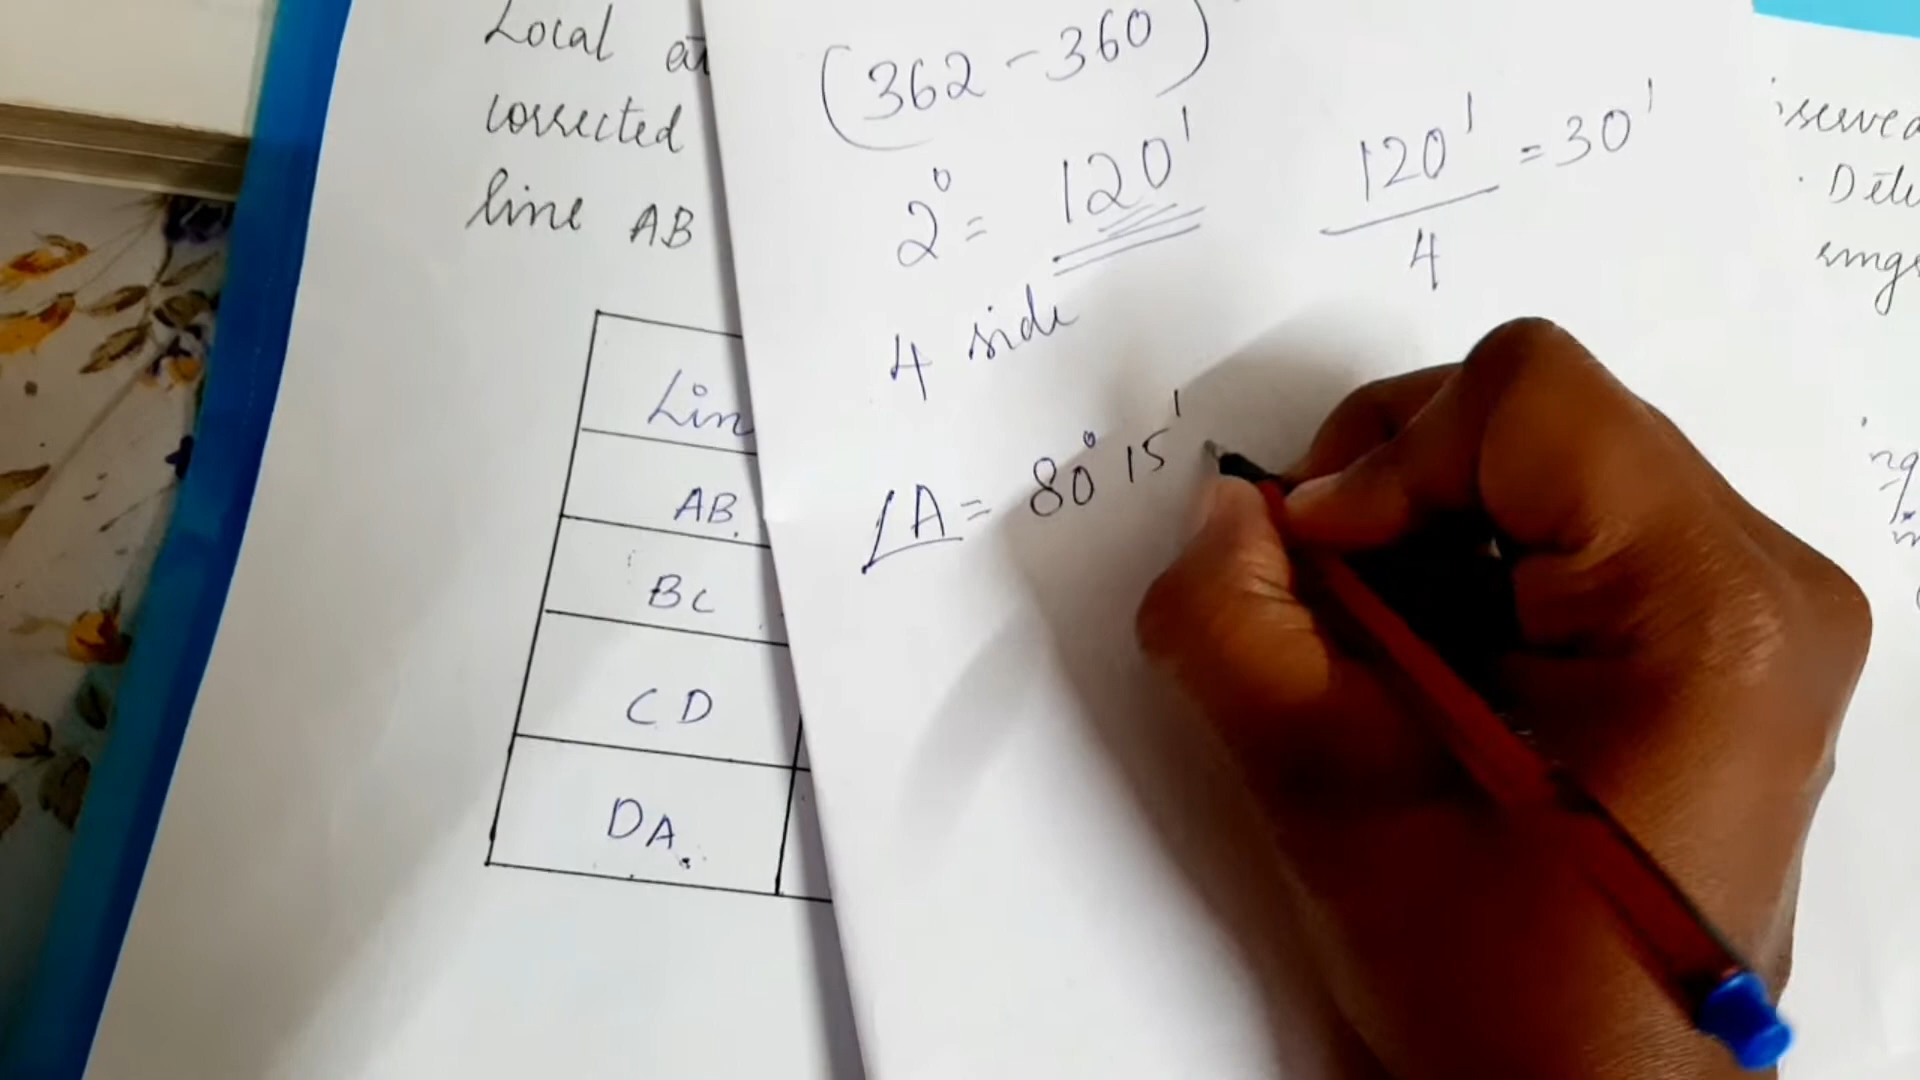 Local
corrected
line AB
Lin
AB
BC
CD
DA
(362 - 360)
2° = 120'
120' / 4 = 30'
4 side
∠A = 80° 15'